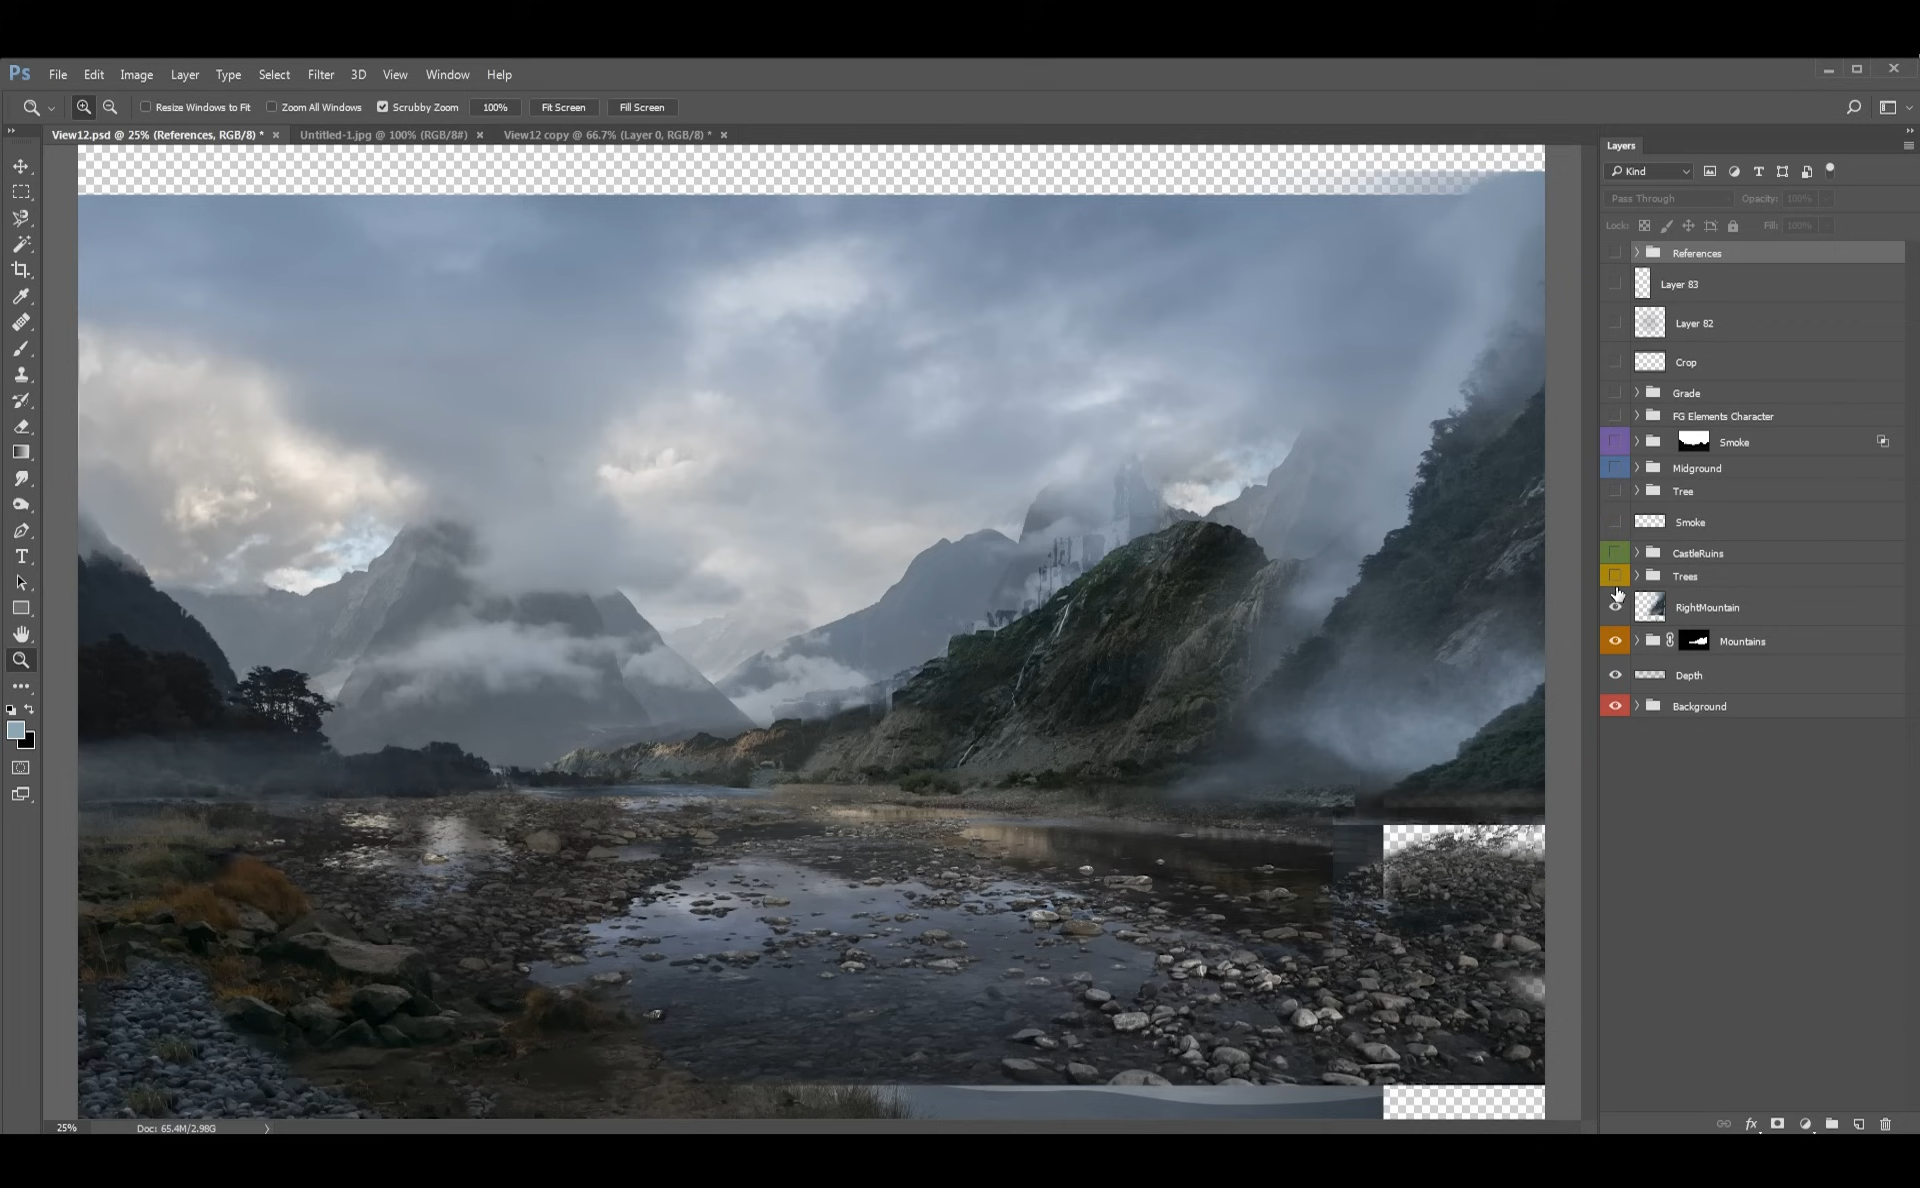 Ps File Edit Image Layer Type Select Filter 3D View Window Help
Resize Windows to Fit Zoom All Windows Scrubby Zoom 100% Fit Screen Fill Screen
View12.psd @ 25% (References, RGB/8) * Untitled-1.jpg @ 100% (RGB/8#) View12 copy @ 66.7% (Layer 0, RGB/8) *
Layers
Kind
Pass Through Opacity: 100%
Lock: Fill: 100%
References
Layer 83
Layer 82
Crop
Grade
FG Elements Character
Smoke
Midground
Tree
Smoke
CastleRuins
Trees
RightMountain
Mountains
Depth
Background
25% Doc: 65.4M/2.98G
fx